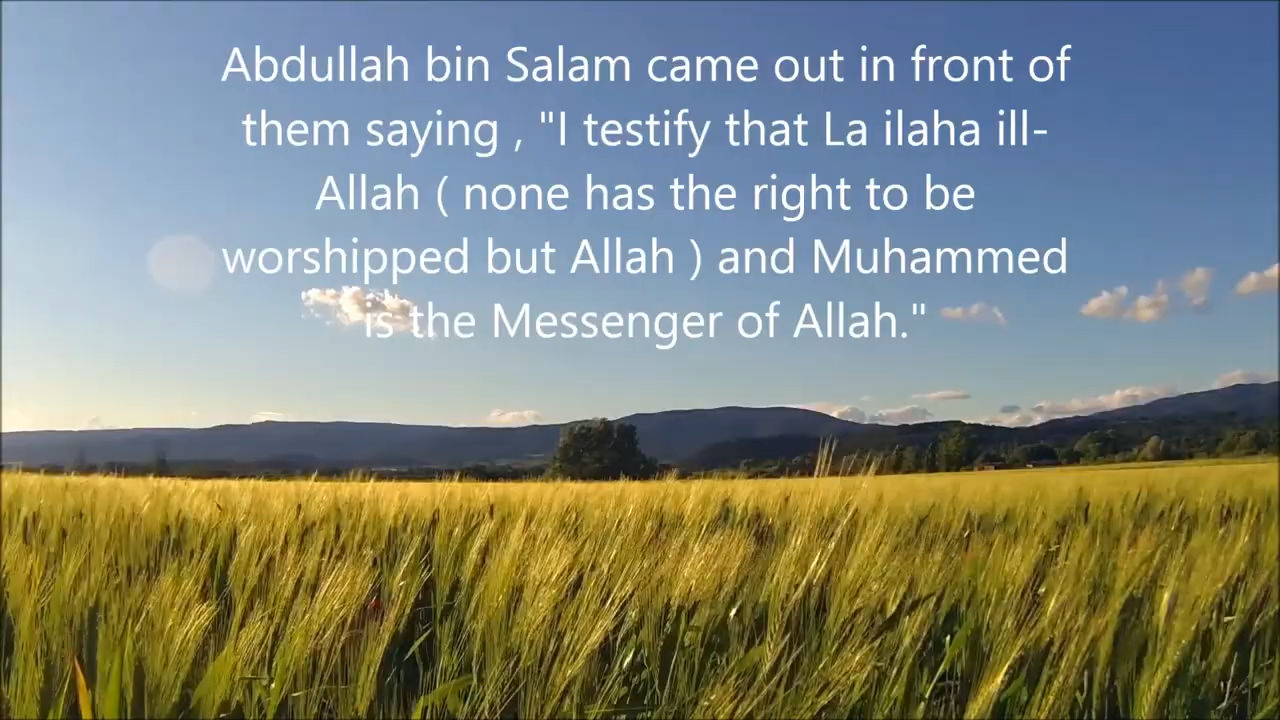 Abdullah bin Salam came out in front of
them saying , "I testify that La ilaha ill-
Allah ( none has the right to be
worshipped but Allah ) and Muhammed
is the Messenger of Allah."